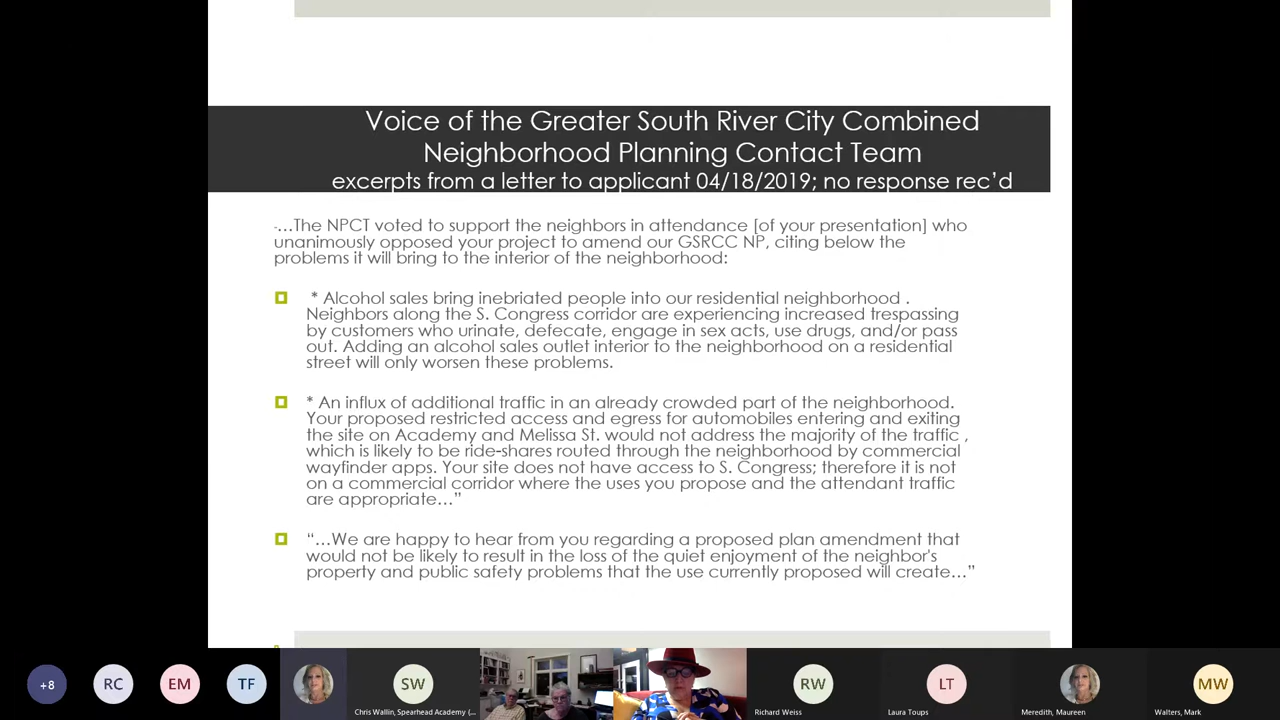 Voice of the Greater South River City Combined
Neighborhood Planning Contact Team
excerpts from a letter to applicant 04/18/2019; no response rec’d
-…The NPCT voted to support the neighbors in attendance [of your presentation] who
unanimously opposed your project to amend our GSRCC NP, citing below the
problems it will bring to the interior of the neighborhood:
* Alcohol sales bring inebriated people into our residential neighborhood .
Neighbors along the S. Congress corridor are experiencing increased trespassing
by customers who urinate, defecate, engage in sex acts, use drugs, and/or pass
out. Adding an alcohol sales outlet interior to the neighborhood on a residential
street will only worsen these problems.
* An influx of additional traffic in an already crowded part of the neighborhood.
Your proposed restricted access and egress for automobiles entering and exiting
the site on Academy and Melissa St. would not address the majority of the traffic ,
which is likely to be ride-shares routed through the neighborhood by commercial
wayfinder apps. Your site does not have access to S. Congress; therefore it is not
on a commercial corridor where the uses you propose and the attendant traffic
are appropriate…”
“…We are happy to hear from you regarding a proposed plan amendment that
would not be likely to result in the loss of the quiet enjoyment of the neighbor's
property and public safety problems that the use currently proposed will create…”
+8
RC
EM
TF
SW
RW
LT
MW
Chris Wallin, Spearhead Academy (...
Richard Weiss
Laura Toups
Meredith, Maureen
Walters, Mark